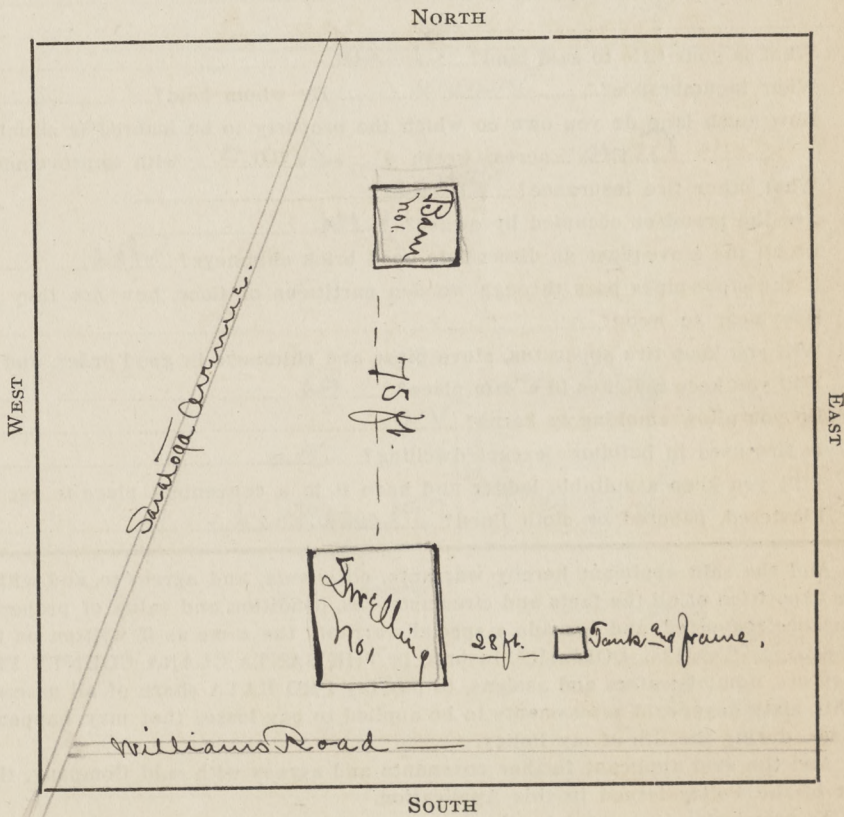 NORTH
WEST
EAST
Saratoga Avenue.
Barn
No. 1
75 ft.
Dwelling
No. 1
28 ft.
Tank and frame.
Williams Road
SOUTH